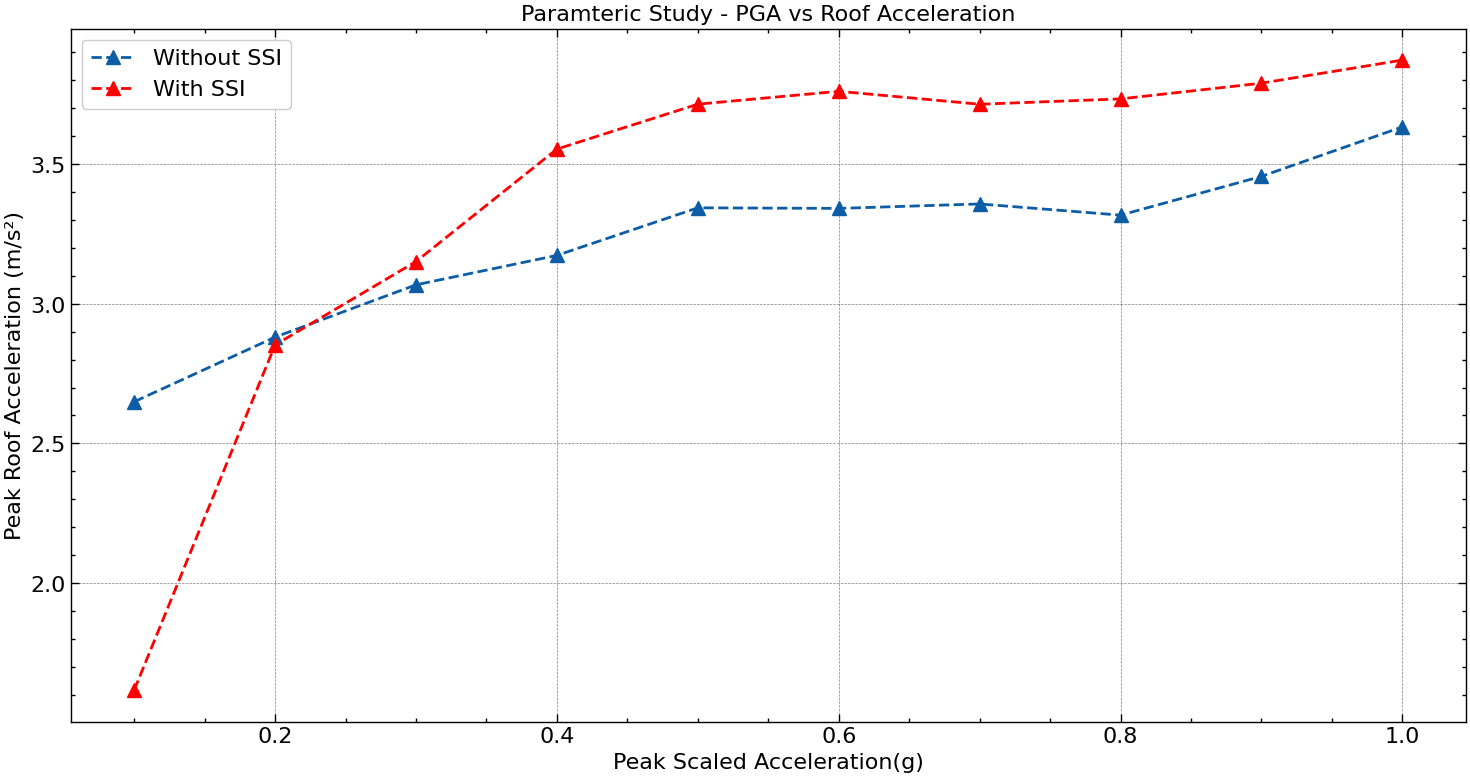 Paramteric Study - PGA vs Roof Acceleration
Without SSI
With SSI
Peak Roof Acceleration (m/s²)
3.5
3.0
2.5
2.0
0.2
0.4
0.6
0.8
1.0
Peak Scaled Acceleration(g)